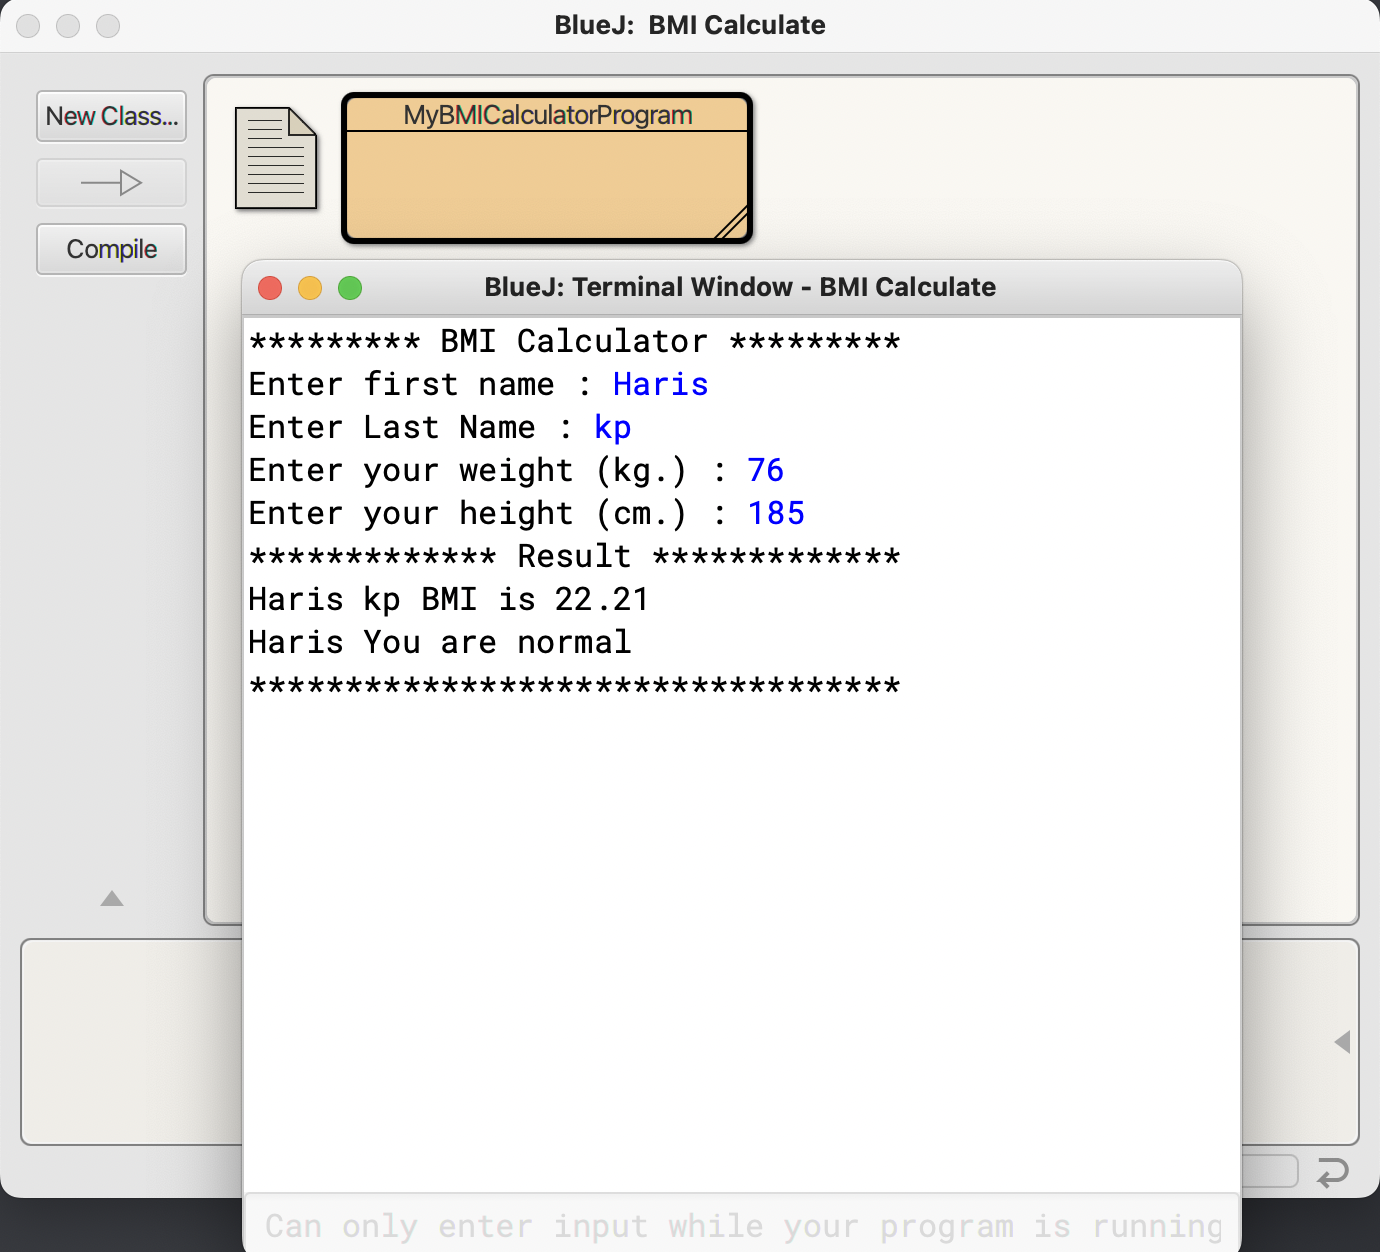 BlueJ:  BMI Calculate
New Class...
Compile
MyBMICalculatorProgram
BlueJ: Terminal Window - BMI Calculate
********* BMI Calculator *********
Enter first name : Haris
Enter Last Name : kp
Enter your weight (kg.) : 76
Enter your height (cm.) : 185
************* Result *************
Haris kp BMI is 22.21
Haris You are normal
**********************************
Can only enter input while your program is running